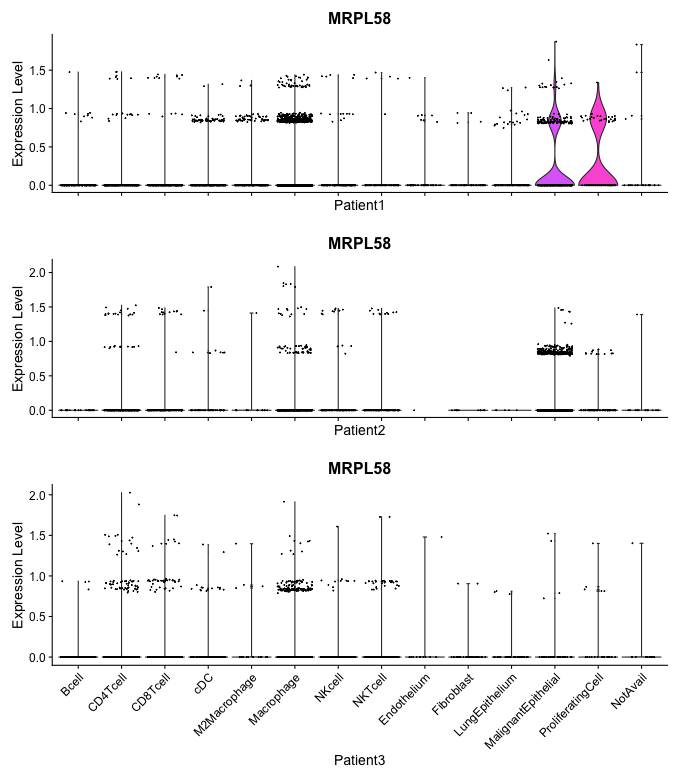 MRPL58
Expression Level
1.5
1.0
0.5
0.0
Patient1
MRPL58
Expression Level
2.0
1.5
1.0
0.5
0.0
Patient2
MRPL58
Expression Level
2.0
1.5
1.0
0.5
0.0
Bcell
CD4Tcell
CD8Tcell
cDC
M2Macrophage
Macrophage
NKcell
NKTcell
Endothelium
Fibroblast
LungEpithelium
MalignantEpithelial
ProliferatingCell
NotAvail
Patient3